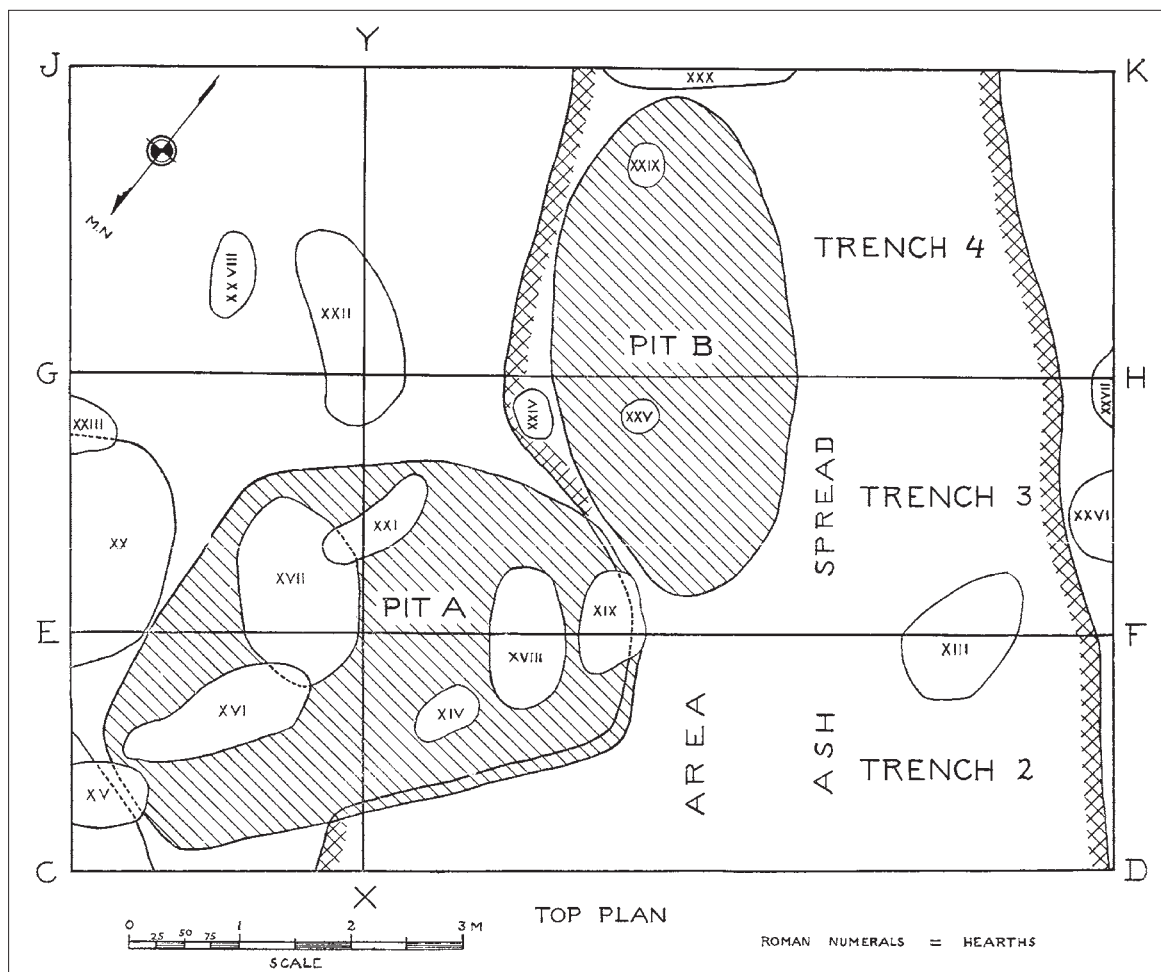 Y
J
K
XXX
M.N
XXIX
XXVIII
XXII
TRENCH 4
PIT B
G
H
XXVII
XXIII
XXIV
XXV
SPREAD
TRENCH 3
XXVI
XX
XXI
XVII
PIT A
XIX
E
F
XVIII
XIII
XVI
XIV
AREA
ASH
TRENCH 2
XV
C
D
X
TOP PLAN
0 25 50 75 1 2 3 M
SCALE
ROMAN NUMERALS = HEARTHS